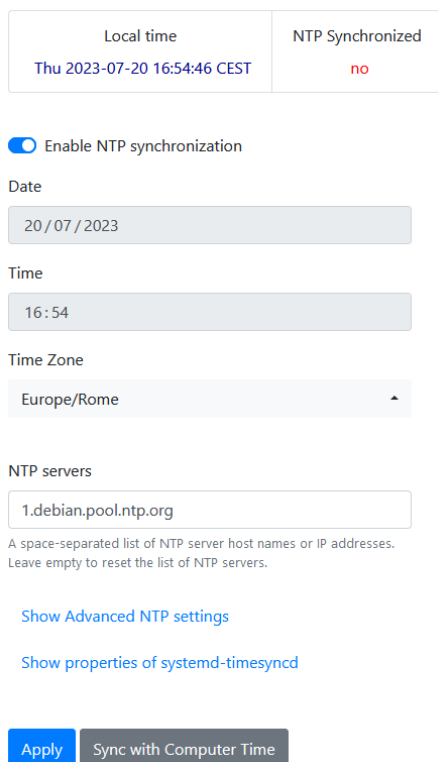 Local time
NTP Synchronized
Thu 2023-07-20 16:54:46 CEST
no
Enable NTP synchronization
Date
20/07/2023
Time
16:54
Time Zone
Europe/Rome
NTP servers
1.debian.pool.ntp.org
A space-separated list of NTP server host names or IP addresses.
Leave empty to reset the list of NTP servers.
Show Advanced NTP settings
Show properties of systemd-timesyncd
Apply
Sync with Computer Time